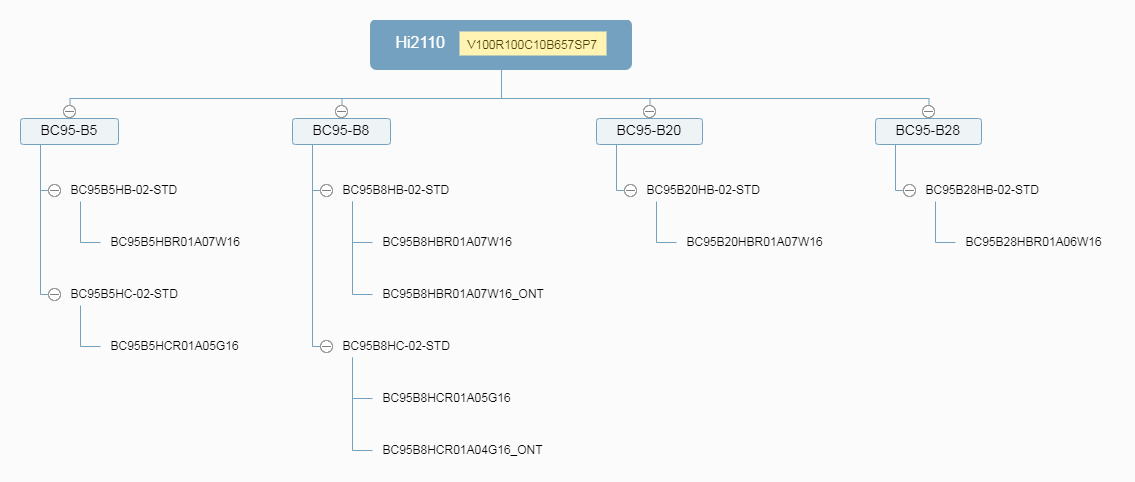 Hi2110 V100R100C10B657SP7
BC95-B5
BC95B5HB-02-STD
BC95B5HBR01A07W16
BC95B5HC-02-STD
BC95B5HCR01A05G16
BC95-B8
BC95B8HB-02-STD
BC95B8HBR01A07W16
BC95B8HBR01A07W16_ONT
BC95B8HC-02-STD
BC95B8HCR01A05G16
BC95B8HCR01A04G16_ONT
BC95-B20
BC95B20HB-02-STD
BC95B20HBR01A07W16
BC95-B28
BC95B28HB-02-STD
BC95B28HBR01A06W16